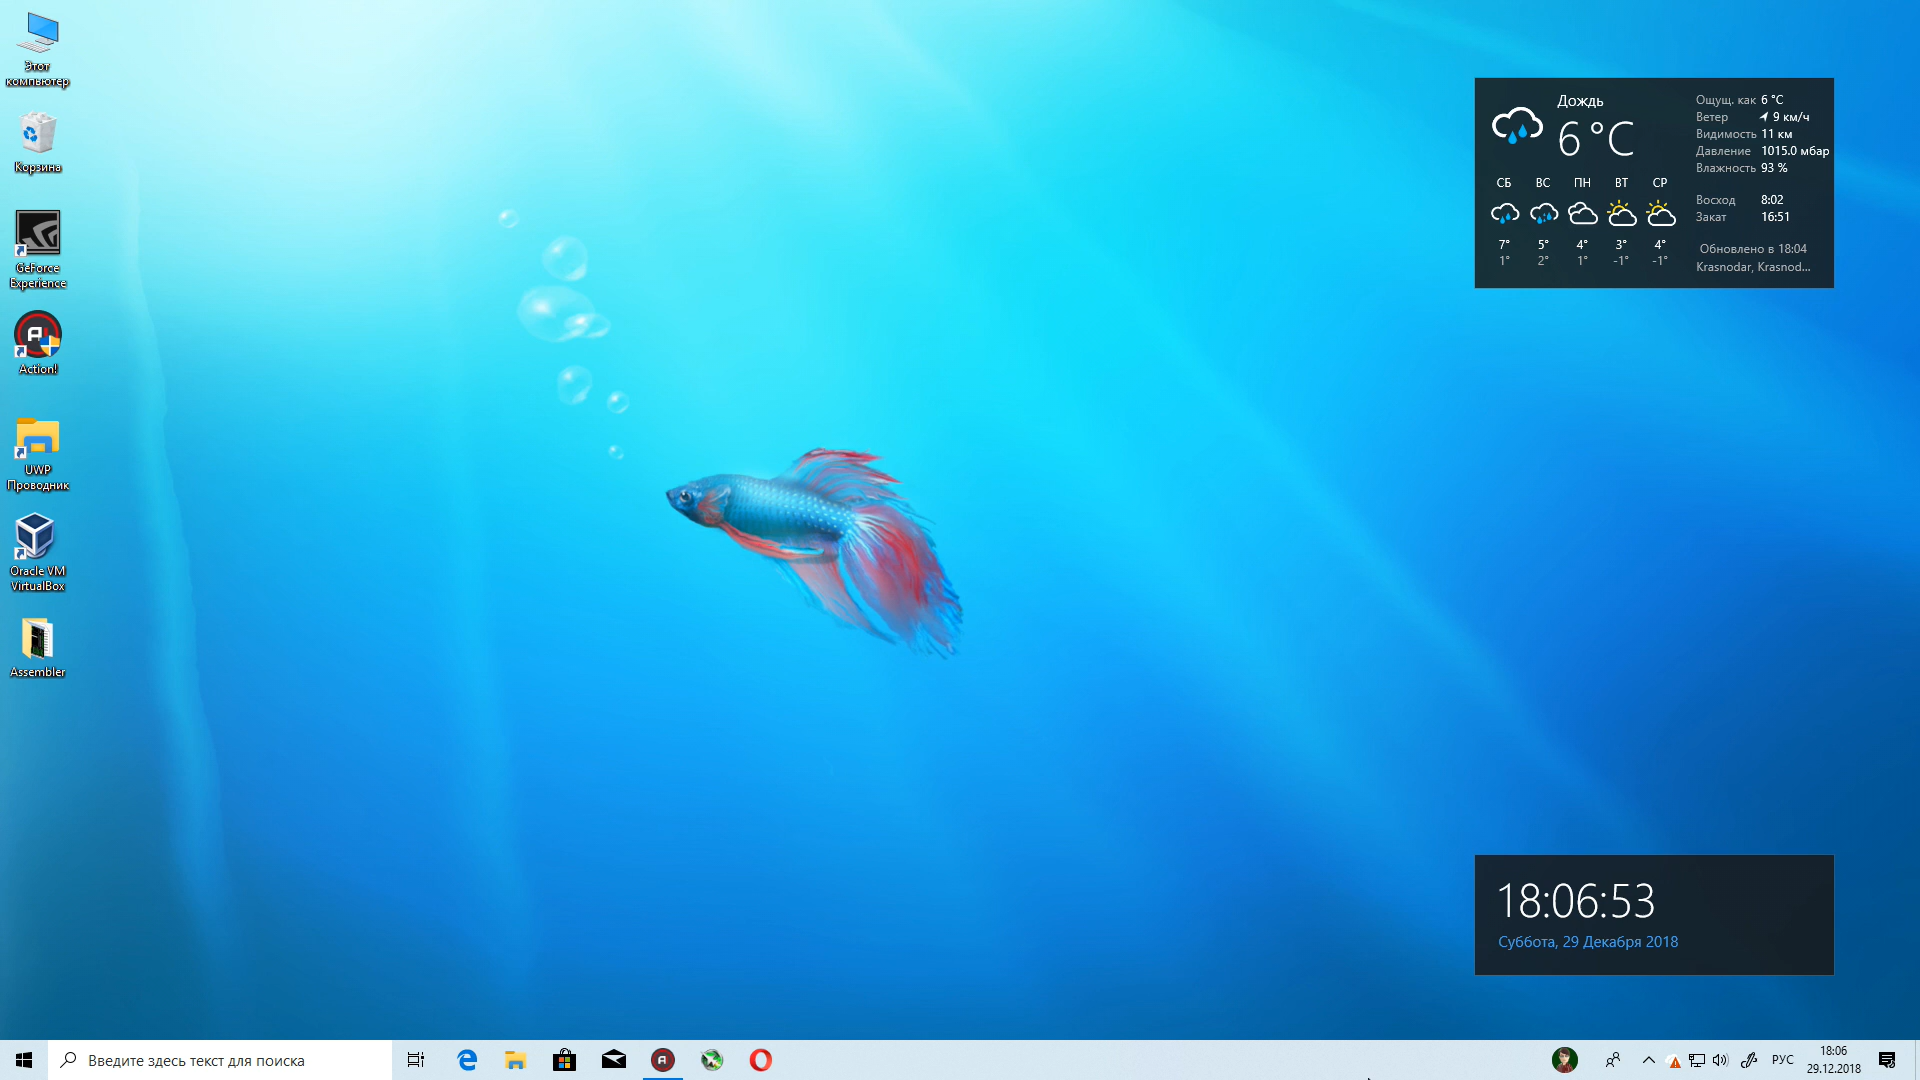 Этот
компьютер
Корзина
GeForce
Experience
Action!
UWP
Проводник
Oracle VM
VirtualBox
Assembler
Дождь
6 °C
Ощущ. как 6 °C
Ветер 9 км/ч
Видимость 11 км
Давление 1015.0 мбар
Влажность 93 %
Восход 8:02
Закат 16:51
Обновлено в 18:04
Krasnodar, Krasnod...
СБ ВС ПН ВТ СР
7° 5° 4° 3° 4°
1° 2° 1° -1° -1°
18:06:53
Суббота, 29 Декабря 2018
Введите здесь текст для поиска
РУС
18:06
29.12.2018